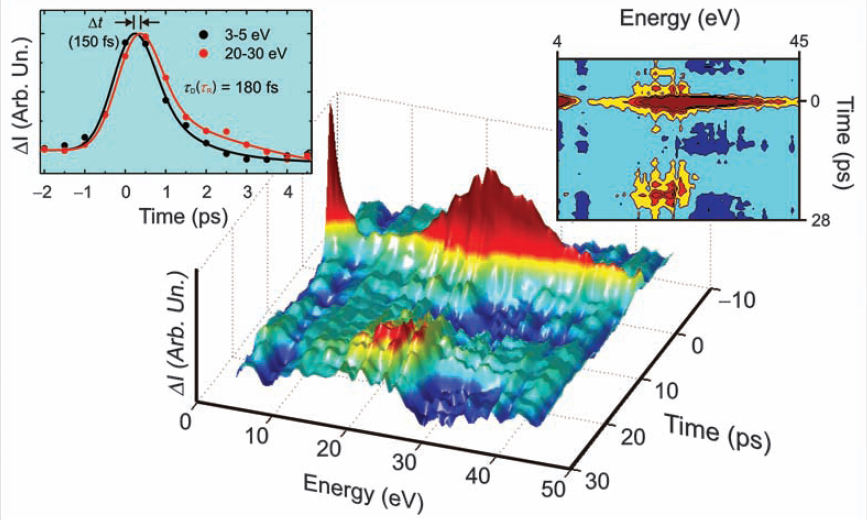 Δt
(150 fs)
3-5 eV
20-30 eV
τD(τR) = 180 fs
ΔI (Arb. Un.)
−2 −1 0 1 2 3 4
Time (ps)
Energy (eV)
4 45
0
28
Time (ps)
ΔI (Arb. Un.)
0 10 20 30 40 50
Energy (eV)
−10
0
10
20
30
Time (ps)